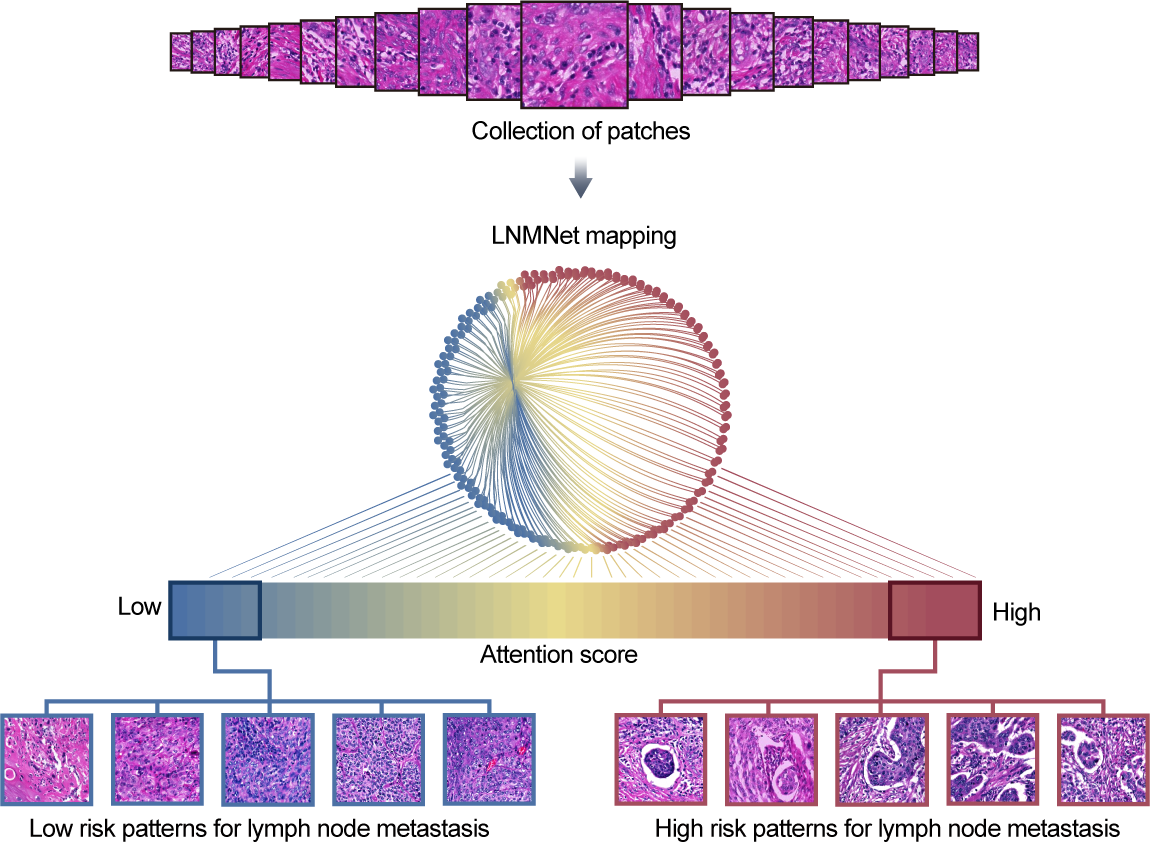 Collection of patches
LNMNet mapping
Low
High
Attention score
Low risk patterns for lymph node metastasis
High risk patterns for lymph node metastasis